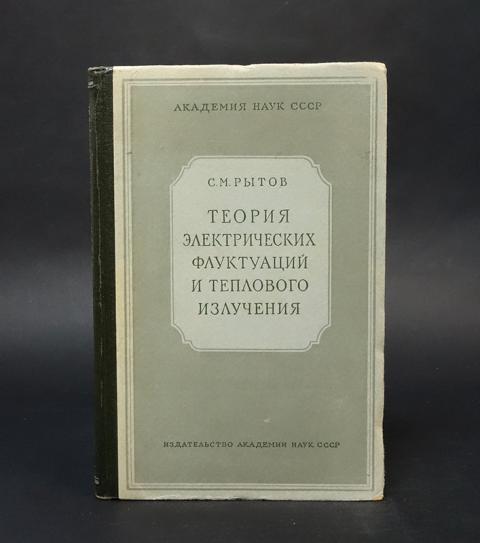 АКАДЕМИЯ НАУК СССР
С. М. РЫТОВ
ТЕОРИЯ
ЭЛЕКТРИЧЕСКИХ
ФЛУКТУАЦИЙ
И ТЕПЛОВОГО
ИЗЛУЧЕНИЯ
ИЗДАТЕЛЬСТВО АКАДЕМИИ НАУК СССР